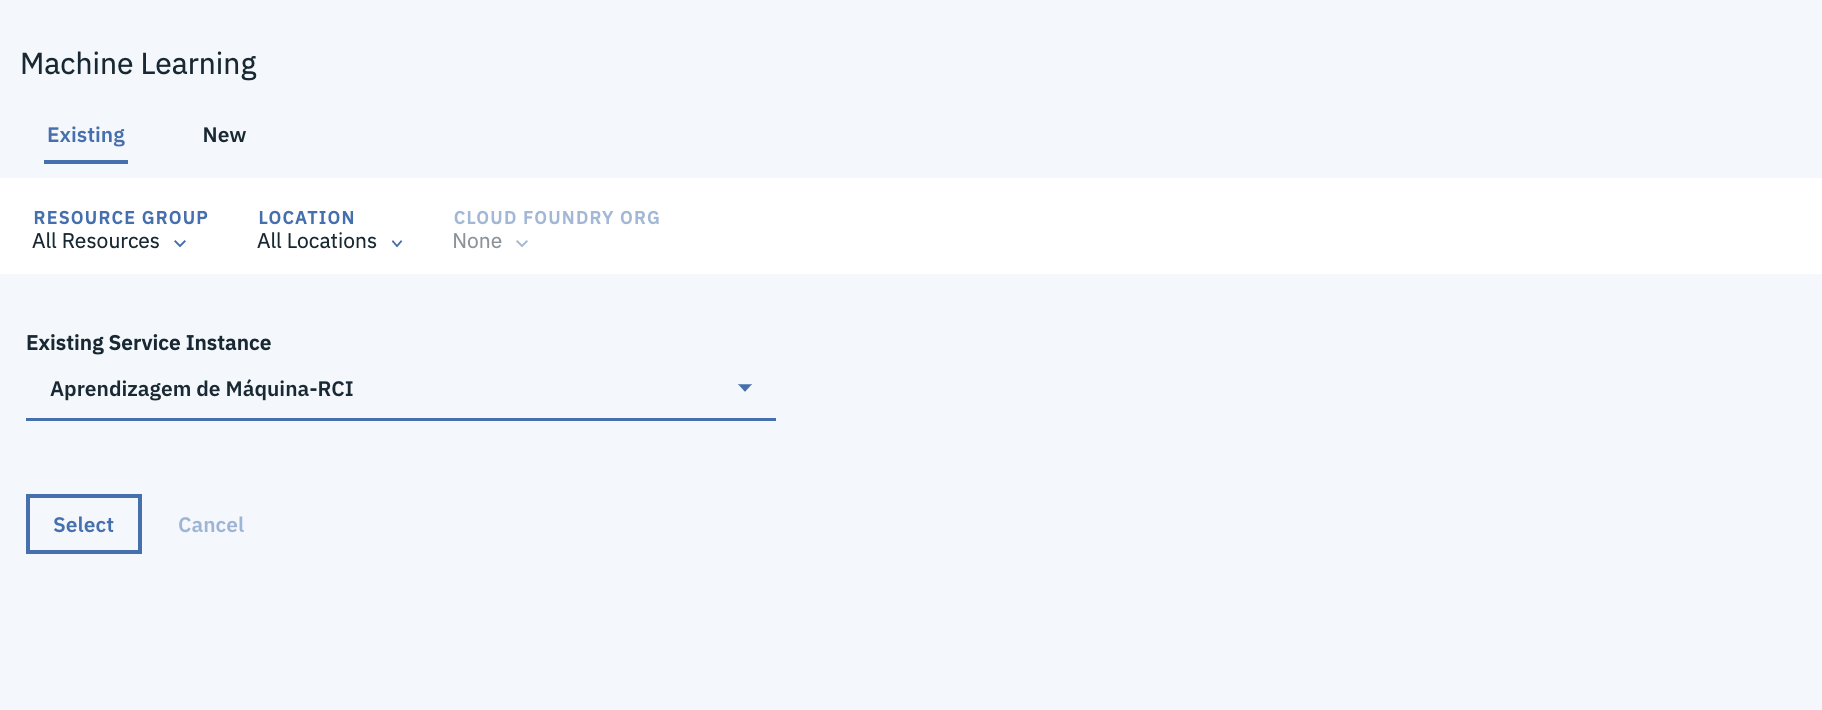 Machine Learning
Existing New
RESOURCE GROUP LOCATION CLOUD FOUNDRY ORG
All Resources All Locations None
Existing Service Instance
Aprendizagem de Máquina-RCI
Select Cancel